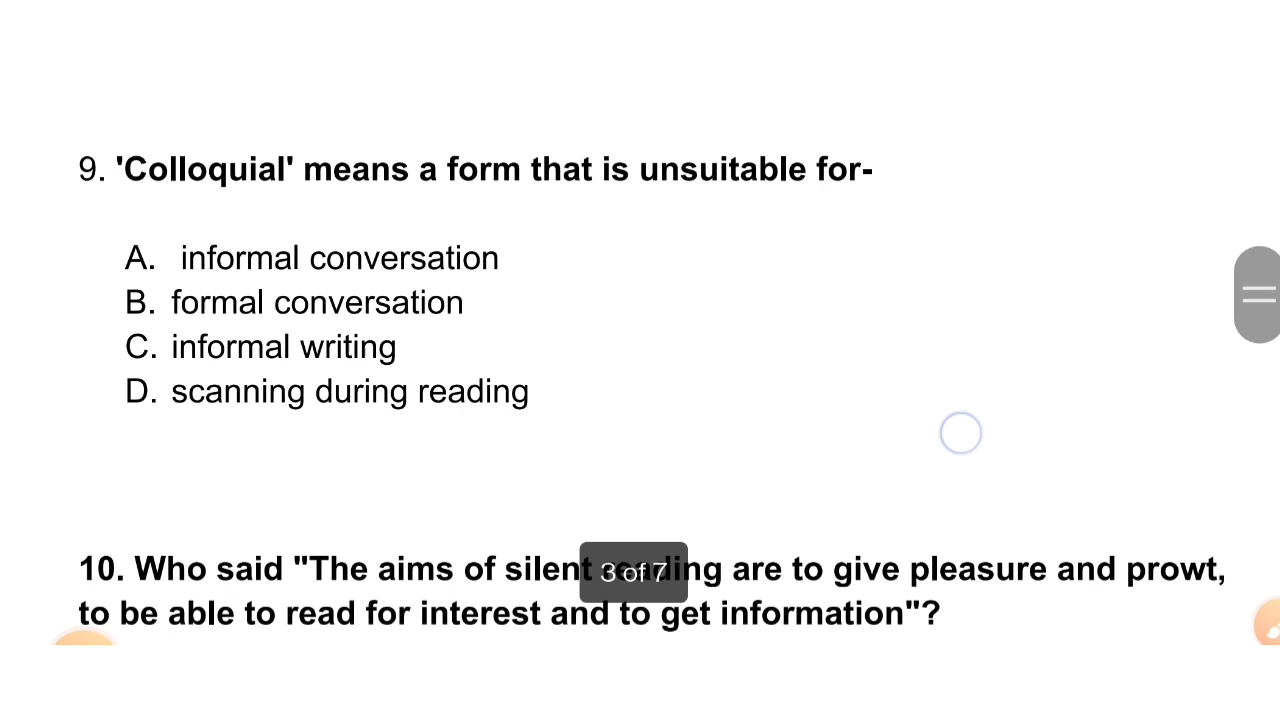 9. 'Colloquial' means a form that is unsuitable for-
A. informal conversation
B. formal conversation
C. informal writing
D. scanning during reading
10. Who said "The aims of silent reading are to give pleasure and prowt,
3 of 7
to be able to read for interest and to get information"?